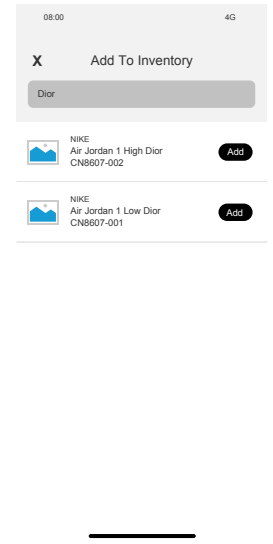 08:00 4G
X Add To Inventory
Dior
NIKE
Air Jordan 1 High Dior
CN8607-002
Add
NIKE
Air Jordan 1 Low Dior
CN8607-001
Add